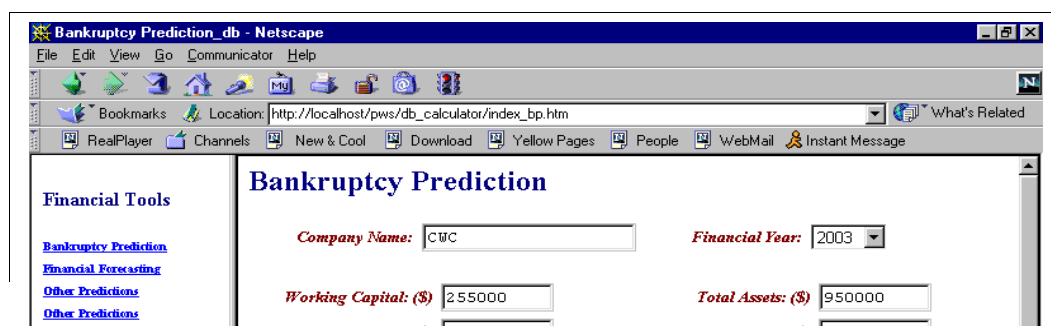 Bankruptcy Prediction_db - Netscape
File Edit View Go Communicator Help
My
N
Bookmarks Location: http://localhost/pws/db_calculator/index_bp.htm What's Related
RealPlayer Channels New & Cool Download Yellow Pages People WebMail Instant Message
Financial Tools
Bankruptcy Prediction
Financial Forecasting
Other Predictions
Other Predictions
Bankruptcy Prediction
Company Name: CWC Financial Year: 2003
Working Capital: ($) 255000 Total Assets: ($) 950000